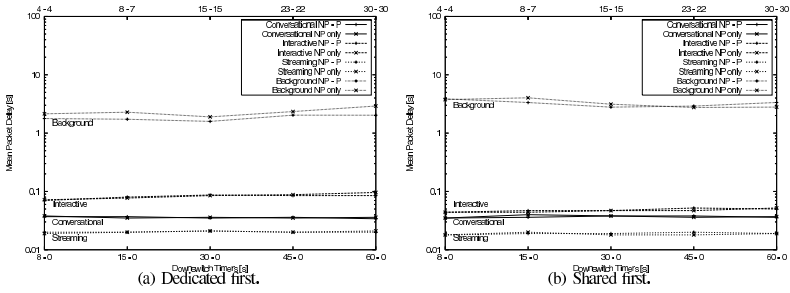 4 - 4 8 - 7 15 - 15 23 - 22 30 - 30
100
10
1
0.1
0.01
Mean Packet Delay [s]
Conversational NP - P
Conversational NP only
Interactive NP - P
Interactive NP only
Streaming NP - P
Streaming NP only
Background NP - P
Background NP only
Background
Interactive
Conversational
Streaming
8 - 0 15 - 0 30 - 0 45 - 0 60 - 0
Downswitch Timers [s]
(a) Dedicated first.
4 - 4 8 - 7 15 - 15 23 - 22 30 - 30
100
10
1
0.1
0.01
Mean Packet Delay [s]
Conversational NP - P
Conversational NP only
Interactive NP - P
Interactive NP only
Streaming NP - P
Streaming NP only
Background NP - P
Background NP only
Background
Interactive
Conversational
Streaming
8 - 0 15 - 0 30 - 0 45 - 0 60 - 0
Downswitch Timers [s]
(b) Shared first.